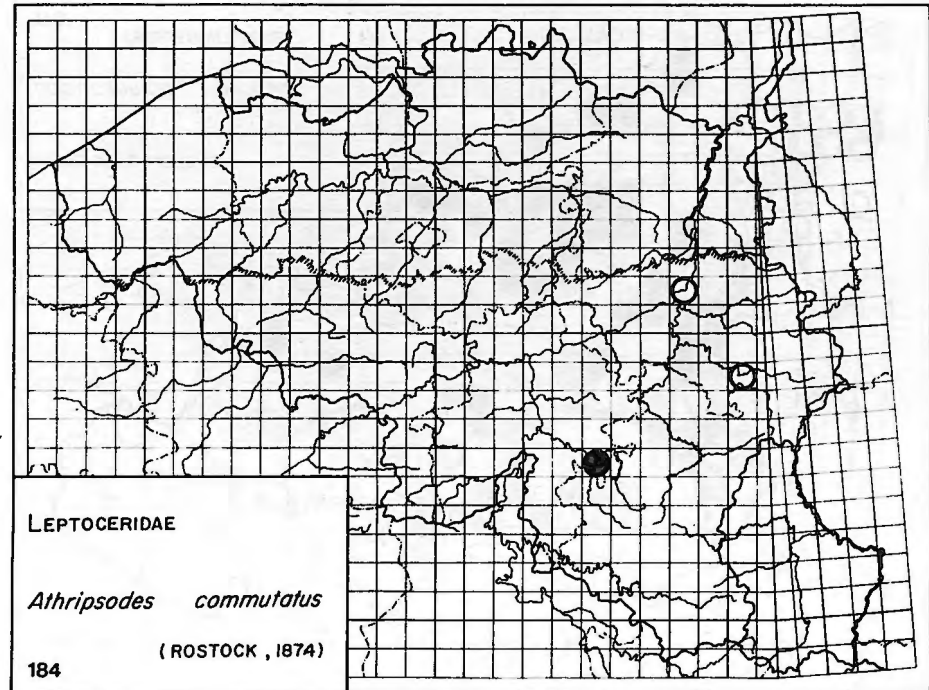 LEPTOCERIDAE
Athripsodes commutatus
(ROSTOCK, 1874)
184